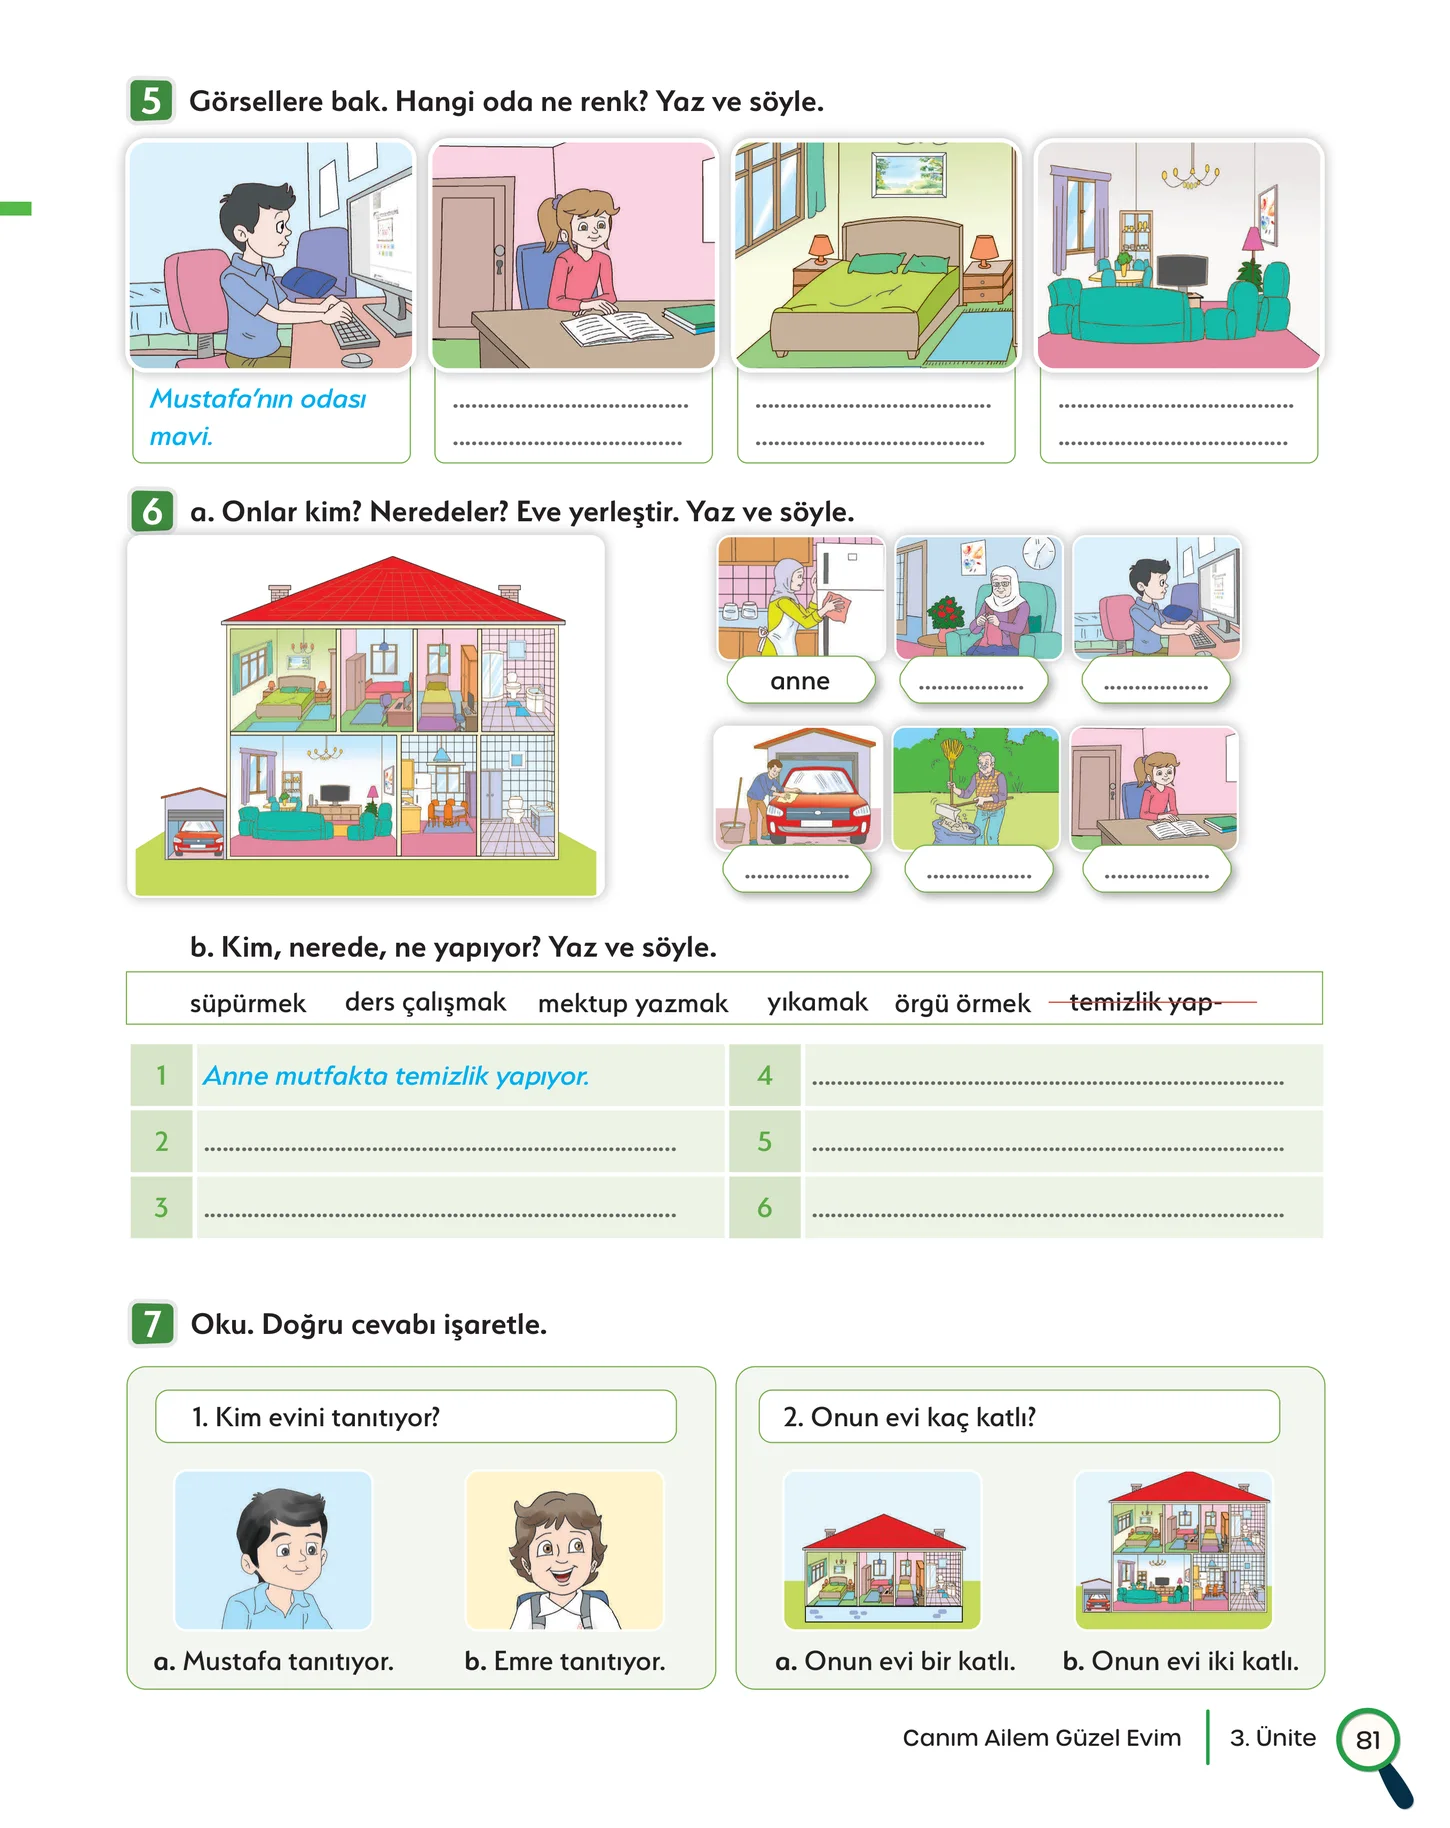 5 Görsellere bak. Hangi oda ne renk? Yaz ve söyle.
Mustafa'nın odası
mavi.
6 a. Onlar kim? Neredeler? Eve yerleştir. Yaz ve söyle.
anne
b. Kim, nerede, ne yapıyor? Yaz ve söyle.
süpürmek ders çalışmak mektup yazmak yıkamak örgü örmek temizlik yap-
1 Anne mutfakta temizlik yapıyor. 4
2 5
3 6
7 Oku. Doğru cevabı işaretle.
1. Kim evini tanıtıyor?
a. Mustafa tanıtıyor. b. Emre tanıtıyor.
2. Onun evi kaç katlı?
a. Onun evi bir katlı. b. Onun evi iki katlı.
Canım Ailem Güzel Evim 3. Ünite 81